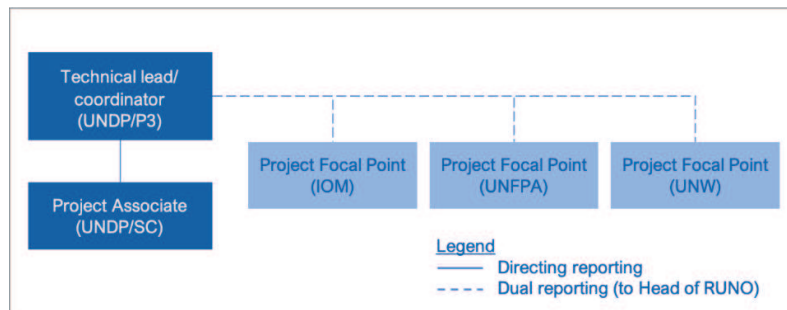 Technical lead/
coordinator
(UNDP/P3)
Project Focal Point
(IOM)
Project Focal Point
(UNFPA)
Project Focal Point
(UNW)
Project Associate
(UNDP/SC)
Legend
Directing reporting
Dual reporting (to Head of RUNO)